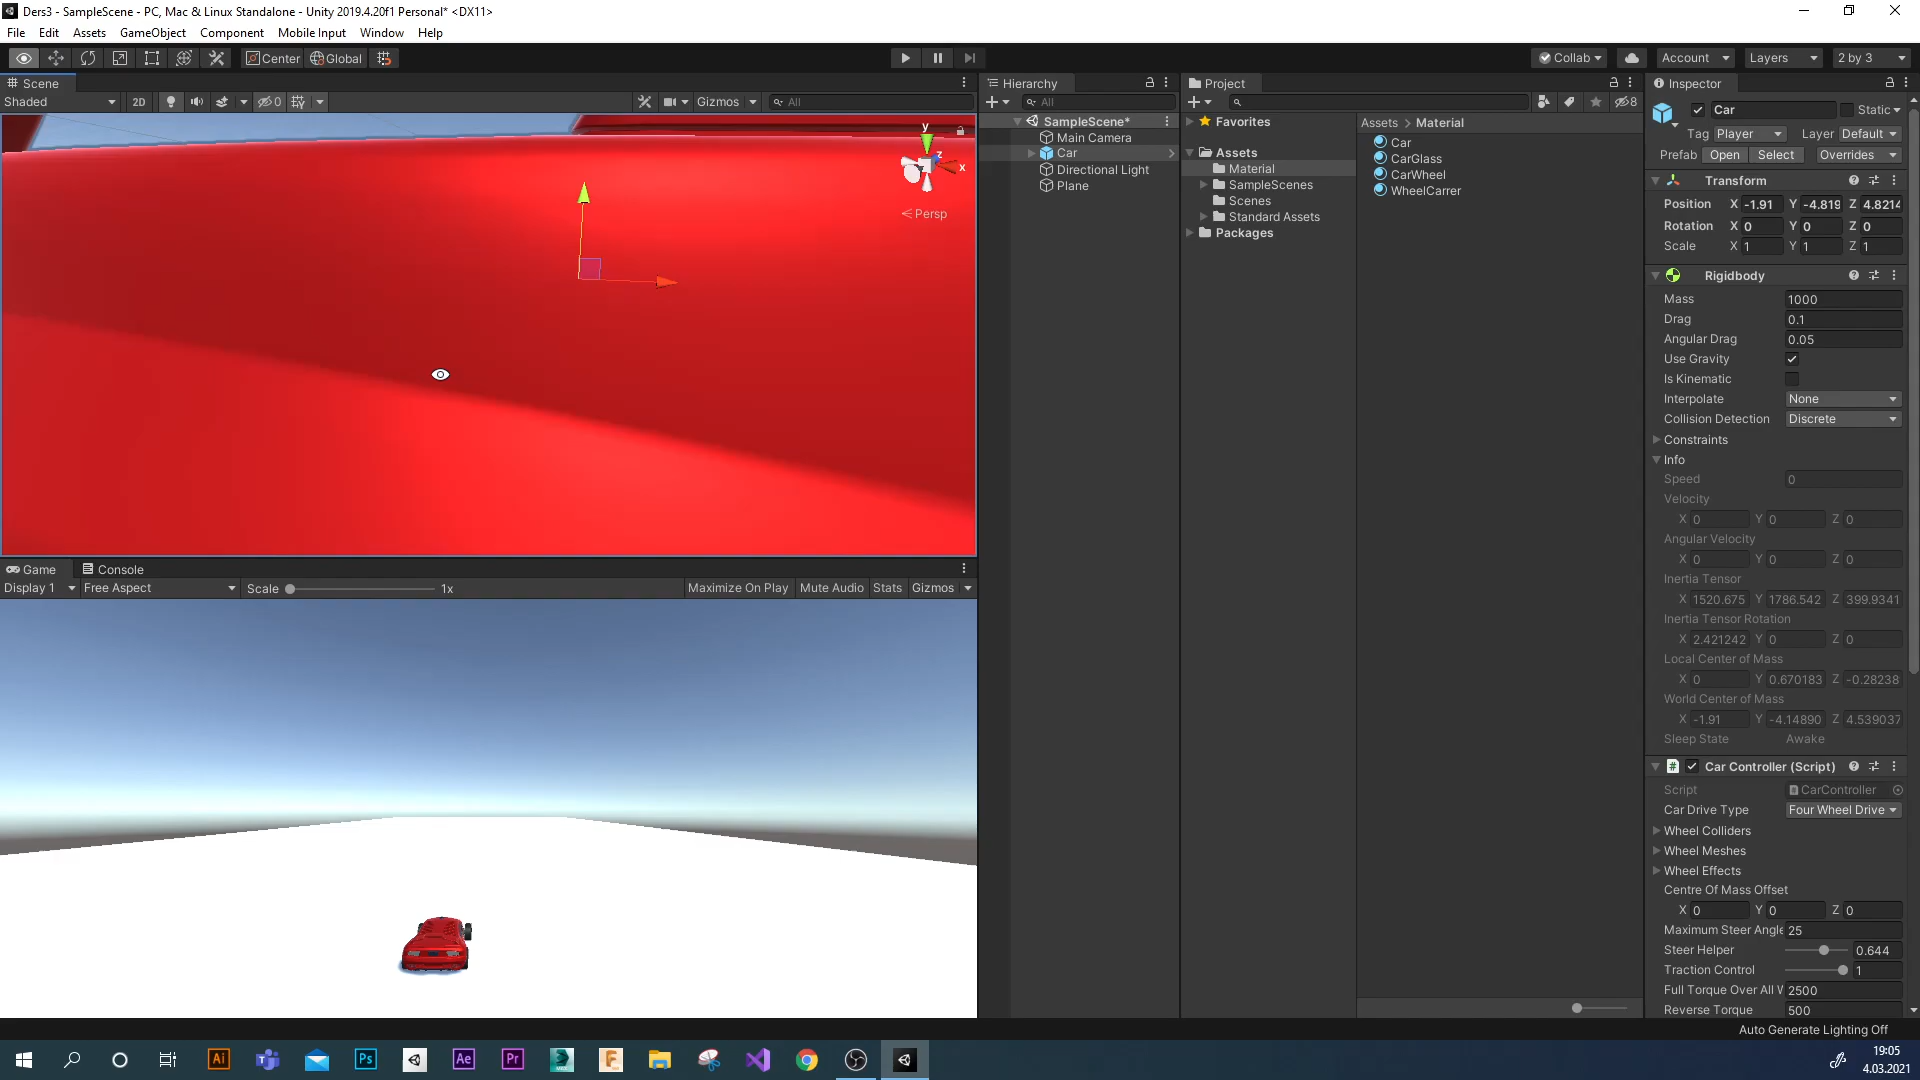 Ders3 - SampleScene - PC, Mac & Linux Standalone - Unity 2019.4.20f1 Personal* <DX11>
File Edit Assets GameObject Component Mobile Input Window Help
Center Global
Collab Account Layers 2 by 3
Scene
Shaded 2D 0 Gizmos All
y
z
x
Persp
Game Console
Display 1 Free Aspect Scale 1x Maximize On Play Mute Audio Stats Gizmos
Hierarchy
All
SampleScene*
Main Camera
Car
Directional Light
Plane
Project
8
Favorites
Assets
Material
SampleScenes
Scenes
Standard Assets
Packages
Assets > Material
Car
CarGlass
CarWheel
WheelCarrer
Inspector
Car Static
Tag Player Layer Default
Prefab Open Select Overrides
Transform
Position X -1.91 Y -4.819 Z 4.8214
Rotation X 0 Y 0 Z 0
Scale X 1 Y 1 Z 1
Rigidbody
Mass 1000
Drag 0.1
Angular Drag 0.05
Use Gravity
Is Kinematic
Interpolate None
Collision Detection Discrete
Constraints
Info
Speed 0
Velocity
X 0 Y 0 Z 0
Angular Velocity
X 0 Y 0 Z 0
Inertia Tensor
X 1520.675 Y 1786.542 Z 399.9341
Inertia Tensor Rotation
X 2.421242 Y 0 Z 0
Local Center of Mass
X 0 Y 0.670183 Z -0.28238
World Center of Mass
X -1.91 Y -4.14890 Z 4.539037
Sleep State Awake
# Car Controller (Script)
Script CarController
Car Drive Type Four Wheel Drive
Wheel Colliders
Wheel Meshes
Wheel Effects
Centre Of Mass Offset
X 0 Y 0 Z 0
Maximum Steer Angle 25
Steer Helper 0.644
Traction Control 1
Full Torque Over All W 2500
Reverse Torque 500
Auto Generate Lighting Off
Ai Ps Ae Pr
19:05
4.03.2021